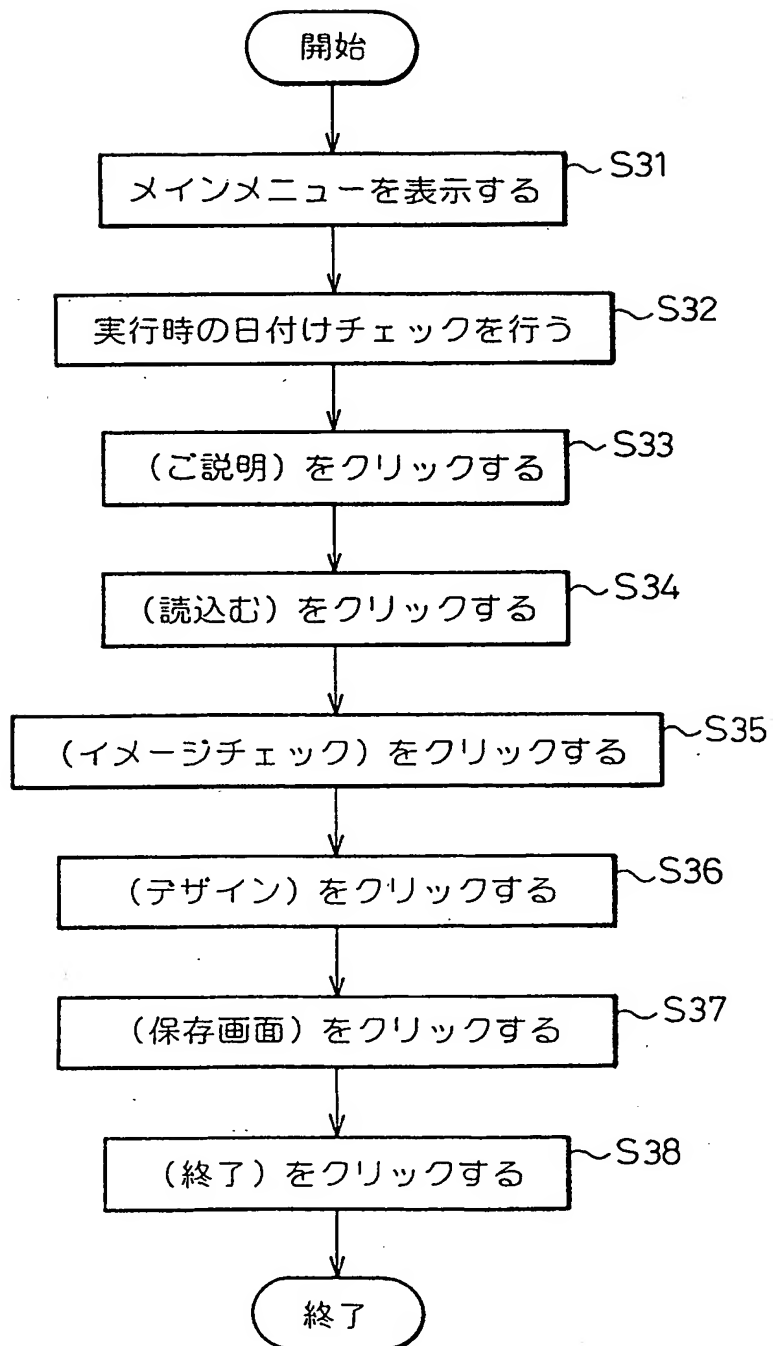 開始
メインメニューを表示する
S31
実行時の日付けチェックを行う
S32
(ご説明)をクリックする
S33
(読込む)をクリックする
S34
(イメージチェック)をクリックする
S35
(デザイン)をクリックする
S36
(保存画面)をクリックする
S37
(終了)をクリックする
S38
終了